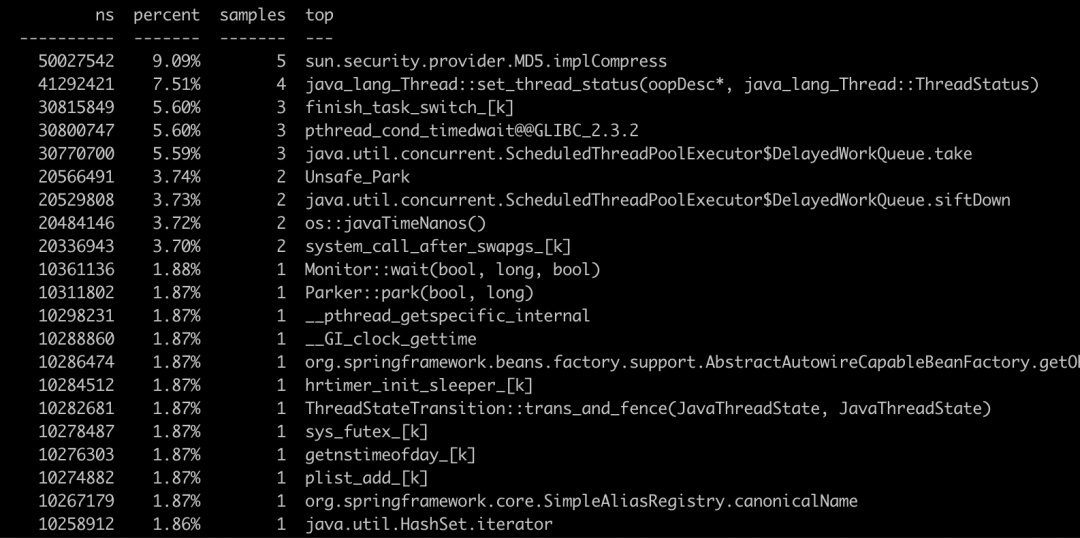 ns  percent  samples  top
----------  -------  -------  ---
50027542    9.09%        5  sun.security.provider.MD5.implCompress
41292421    7.51%        4  java_lang_Thread::set_thread_status(oopDesc*, java_lang_Thread::ThreadStatus)
30815849    5.60%        3  finish_task_switch_[k]
30800747    5.60%        3  pthread_cond_timedwait@@GLIBC_2.3.2
30770700    5.59%        3  java.util.concurrent.ScheduledThreadPoolExecutor$DelayedWorkQueue.take
20566491    3.74%        2  Unsafe_Park
20529808    3.73%        2  java.util.concurrent.ScheduledThreadPoolExecutor$DelayedWorkQueue.siftDown
20484146    3.72%        2  os::javaTimeNanos()
20336943    3.70%        2  system_call_after_swapgs_[k]
10361136    1.88%        1  Monitor::wait(bool, long, bool)
10311802    1.87%        1  Parker::park(bool, long)
10298231    1.87%        1  __pthread_getspecific_internal
10288860    1.87%        1  __GI_clock_gettime
10286474    1.87%        1  org.springframework.beans.factory.support.AbstractAutowireCapableBeanFactory.getOb
10284512    1.87%        1  hrtimer_init_sleeper_[k]
10282681    1.87%        1  ThreadStateTransition::trans_and_fence(JavaThreadState, JavaThreadState)
10278487    1.87%        1  sys_futex_[k]
10276303    1.87%        1  getnstimeofday_[k]
10274882    1.87%        1  plist_add_[k]
10267179    1.87%        1  org.springframework.core.SimpleAliasRegistry.canonicalName
10258912    1.86%        1  java.util.HashSet.iterator